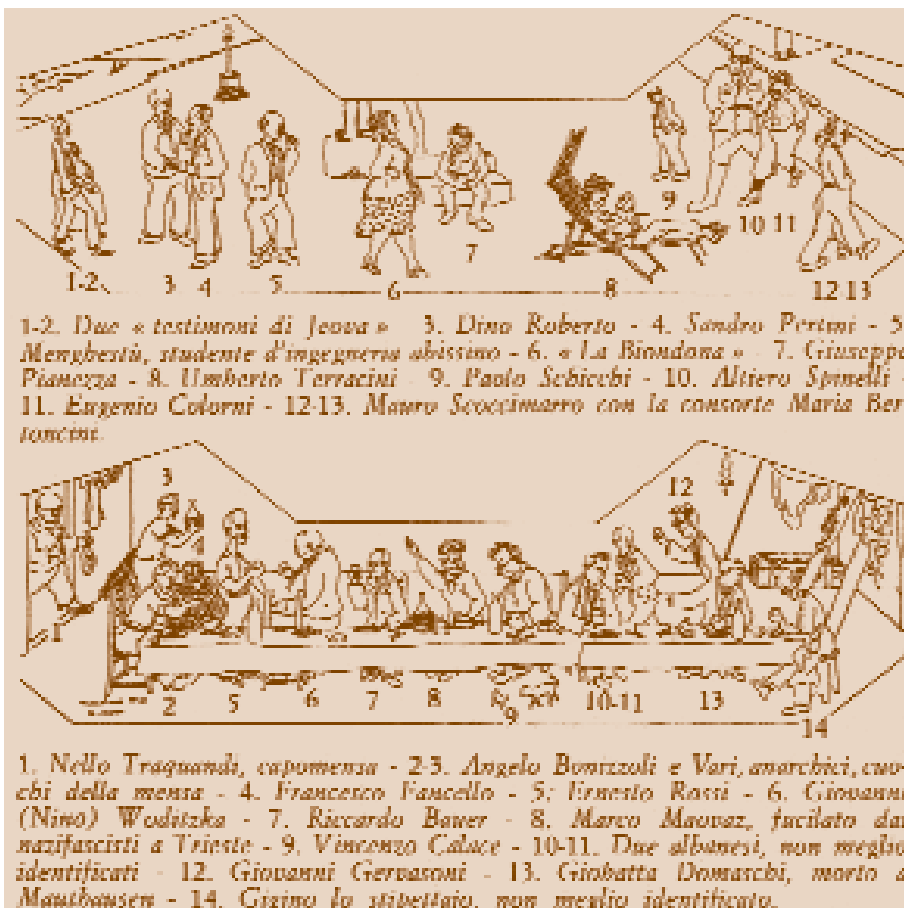 1-2.
3
4
5
6
7
8
9
10 11
12-13
1-2. Due « testimoni di Jeova » 3. Dino Roberto - 4. Sandro Pertini - 5.
Menghestù, studente d'ingegneria abissino - 6. « La Biondona » - 7. Giuseppe
Pianezza - 8. Umberto Terracini - 9. Paolo Schicchi - 10. Altiero Spinelli -
11. Eugenio Colorni - 12-13. Mauro Scoccimarro con la consorte Maria Ber
toncini.
3
12
4
1
2
5
6
7
8
9
10-11
13
14
1. Nello Traquandi, capomensa - 2-3. Angelo Bonizzoli e Vari, anarchici, cuo-
chi della mensa - 4. Francesco Fancello - 5: Ernesto Rossi - 6. Giovanni
(Nino) Woditzka - 7. Riccardo Bauer - 8. Marco Maovaz, fucilato dai
nazifascisti a Trieste - 9. Vincenzo Calace - 10-11. Due albanesi, non meglio
identificati - 12. Giovanni Gervasoni - 13. Giobatta Domaschi, morto a
Mauthausen - 14. Gigino lo stipettaio, non meglio identificato.